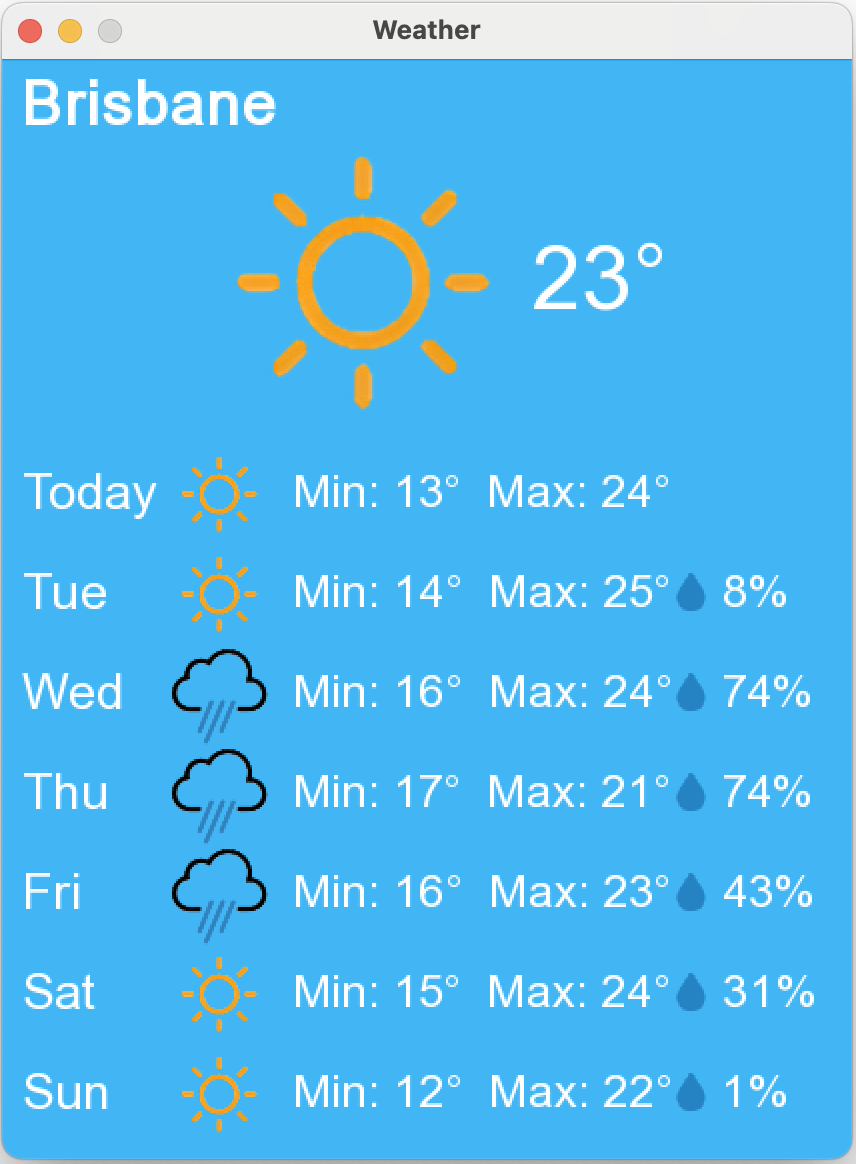 Weather
Brisbane
23°
Today Min: 13° Max: 24°
Tue Min: 14° Max: 25° 8%
Wed Min: 16° Max: 24° 74%
Thu Min: 17° Max: 21° 74%
Fri Min: 16° Max: 23° 43%
Sat Min: 15° Max: 24° 31%
Sun Min: 12° Max: 22° 1%